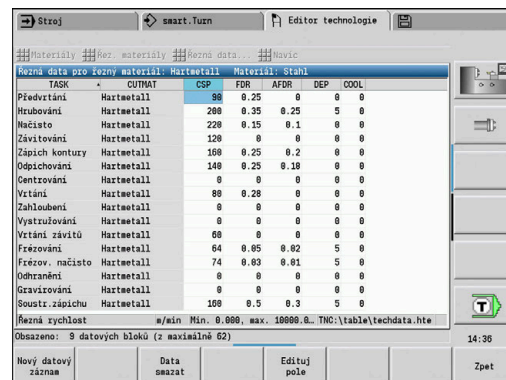 Stroj smart.Turn Editor technologie
Materiály Řez. materiály Řezná data... Navíc
Řezná data pro řezný materiál: Hartmetall Materiál: Stahl
TASK CUTMAT CSP FDR AFDR DEP COOL
Předvrtání Hartmetall 90 0.25 0 0 0
Hrubování Hartmetall 200 0.35 0.25 5 0
Načisto Hartmetall 220 0.15 0.1 0 0
Závitování Hartmetall 120 0 0 0 0
Zápich kontury Hartmetall 160 0.25 0.2 0 0
Odpichování Hartmetall 140 0.25 0.18 0 0
Centrování Hartmetall 0 0 0 0 0
Vrtání Hartmetall 80 0.28 0 0 0
Zahloubení Hartmetall 0 0 0 0 0
Vystružování Hartmetall 0 0 0 0 0
Vrtání závitů Hartmetall 60 0 0 0 0
Frézování Hartmetall 64 0.05 0.02 5 0
Frézov. načisto Hartmetall 74 0.03 0.01 5 0
Odhranění Hartmetall 0 0 0 0 0
Gravírování Hartmetall 0 0 0 0 0
Soustr.zápichu Hartmetall 160 0.5 0.3 5 0
Řezná rychlost m/min Min. 0.000, max. 10000.0… TNC:\table\techdata.hte
Obsazeno: 9 datových bloků (z maximálně 62)
14:36
Nový datový záznam
Data smazat
Edituj pole
Zpet